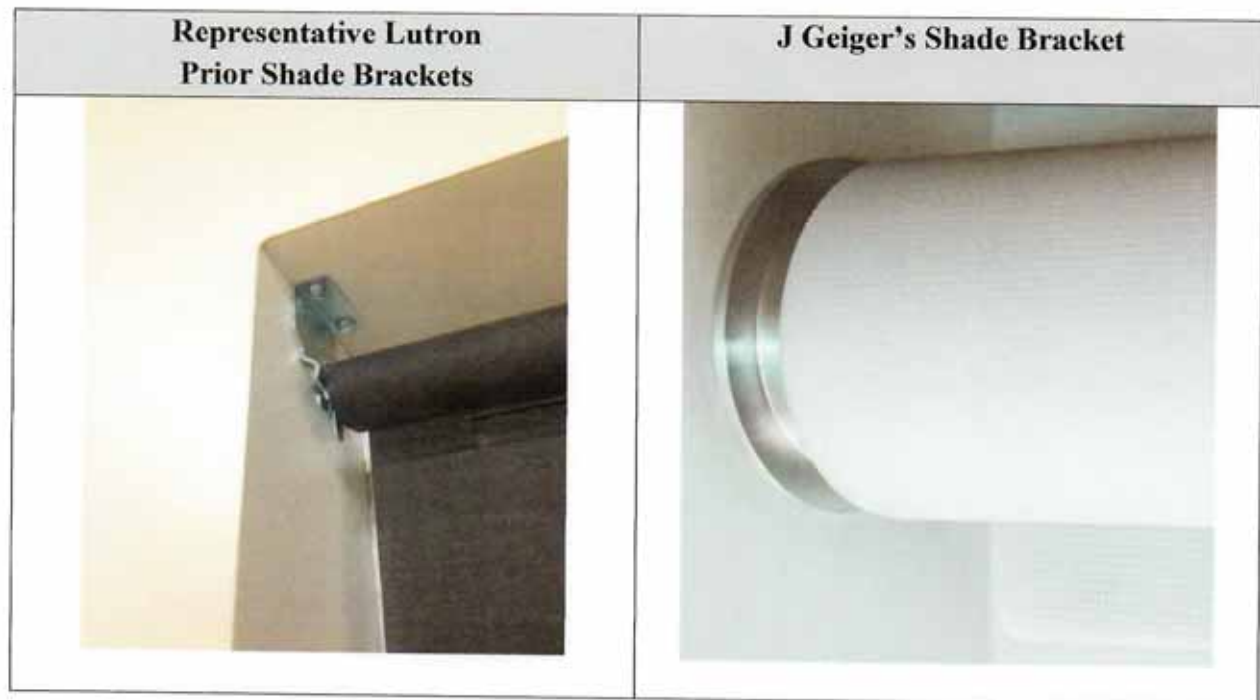 Representative Lutron
Prior Shade Brackets
J Geiger’s Shade Bracket